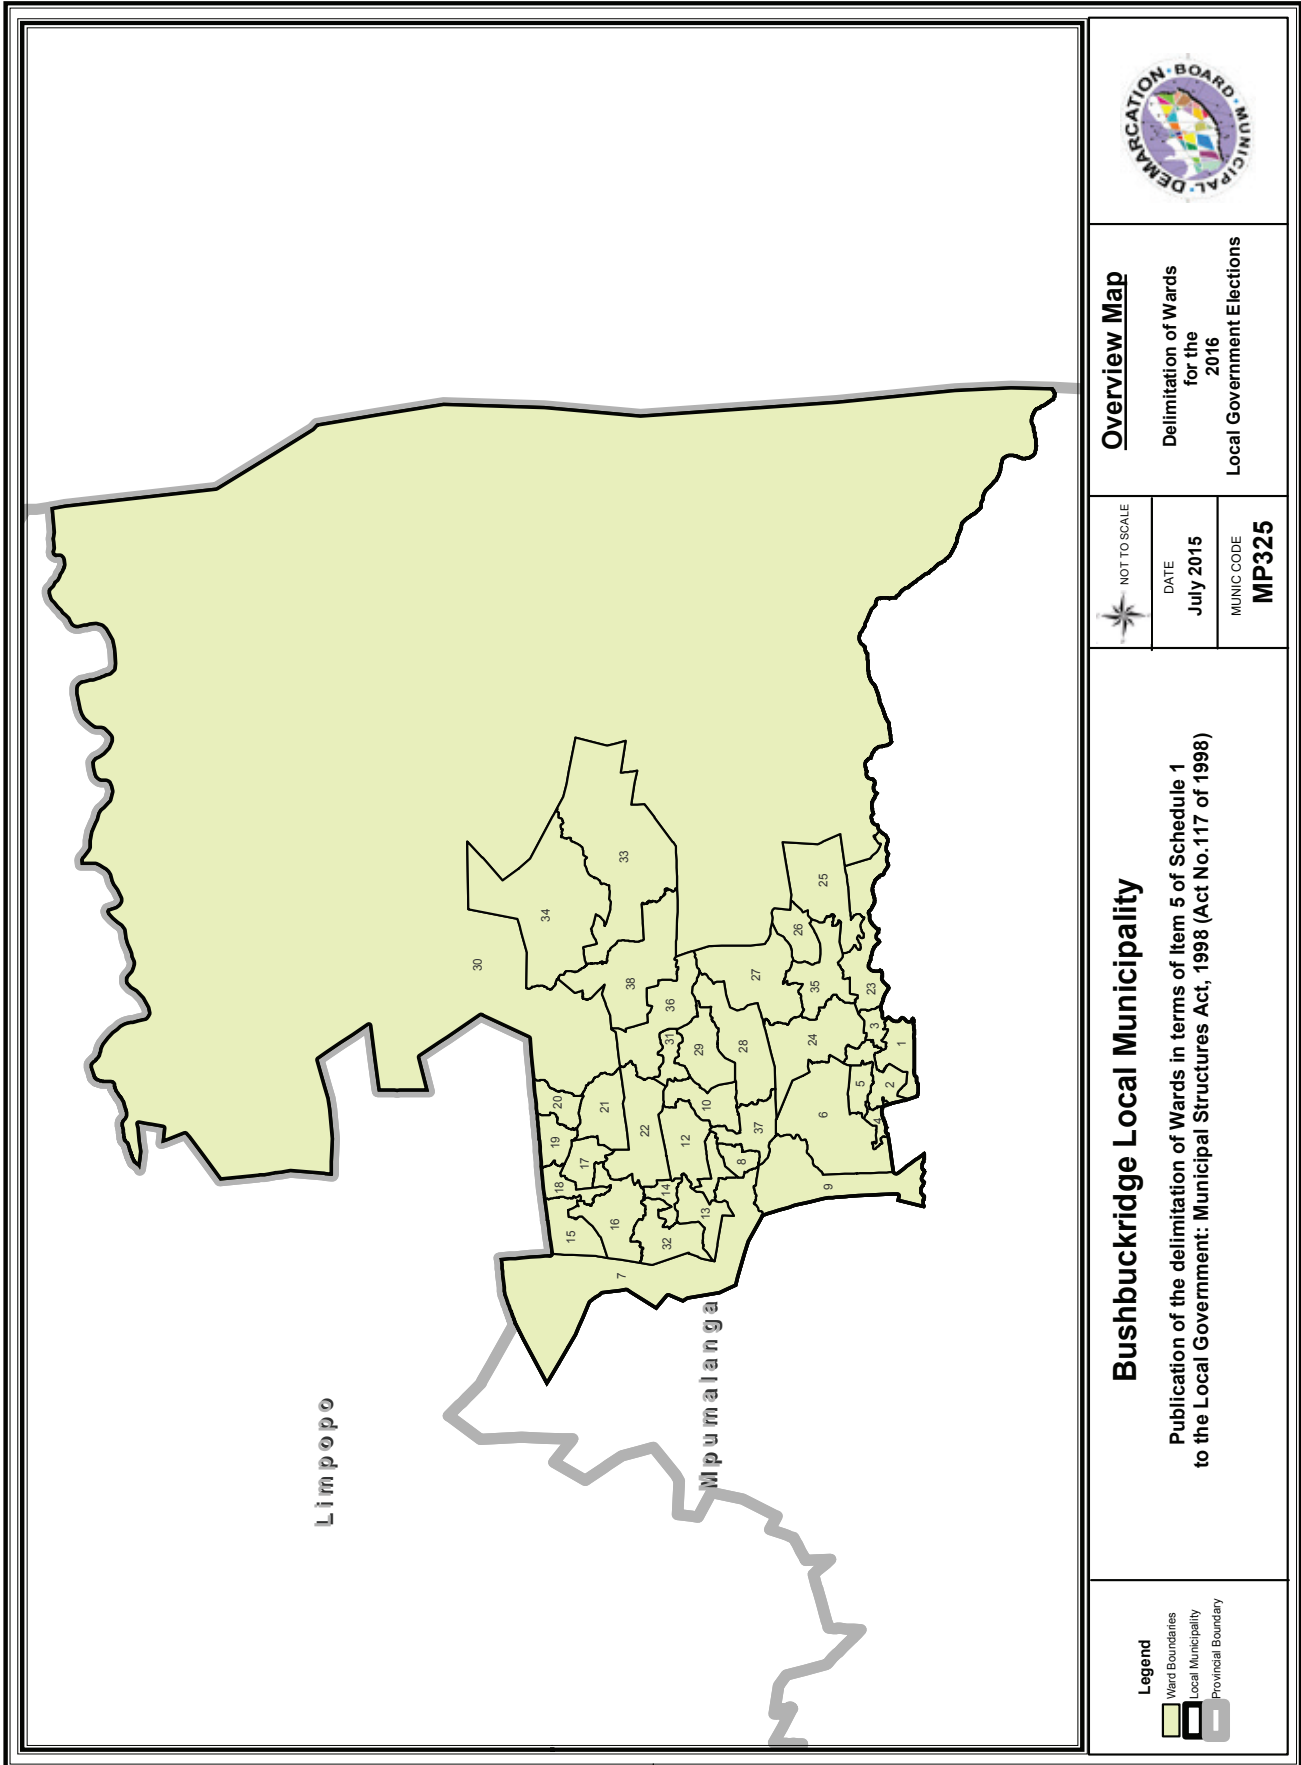 Limpopo
Mpumalanga
30
34
33
38
36
31
29
28
27
26
25
35
23
24
3
1
2
5
4
6
9
37
8
10
12
22
21
20
19
17
18
14
13
16
15
32
7
Legend
Ward Boundaries
Local Municipality
Provincial Boundary
Bushbuckridge Local Municipality
Publication of the delimitation of Wards in terms of Item 5 of Schedule 1
to the Local Government: Municipal Structures Act, 1998 (Act No.117 of 1998)
NOT TO SCALE
DATE
July 2015
MUNIC CODE
MP325
Overview Map
Delimitation of Wards
for the
2016
Local Government Elections
MUNICIPAL · DEMARCATION · BOARD ·